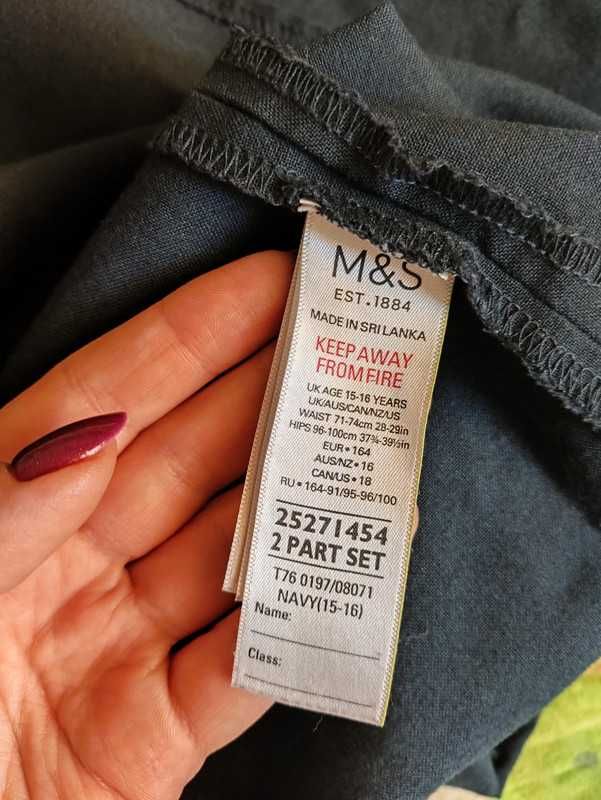 M&S
EST. 1884
MADE IN SRI LANKA
KEEP AWAY
FROM FIRE
UK AGE 15-16 YEARS
UK/AUS/CAN/NZ/US
WAIST 71-74cm 28-29in
HIPS 96-100cm 37¾-39½in
EUR • 164
AUS/NZ • 16
CAN/US • 18
RU • 164-91/95-96/100
25271454
2 PART SET
T76 0197/08071
NAVY(15-16)
Name:
Class: